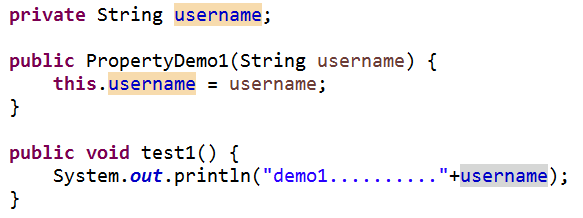 private String username;
public PropertyDemo1(String username) {
this.username = username;
}
public void test1() {
System.out.println("demo1.........."+username);
}